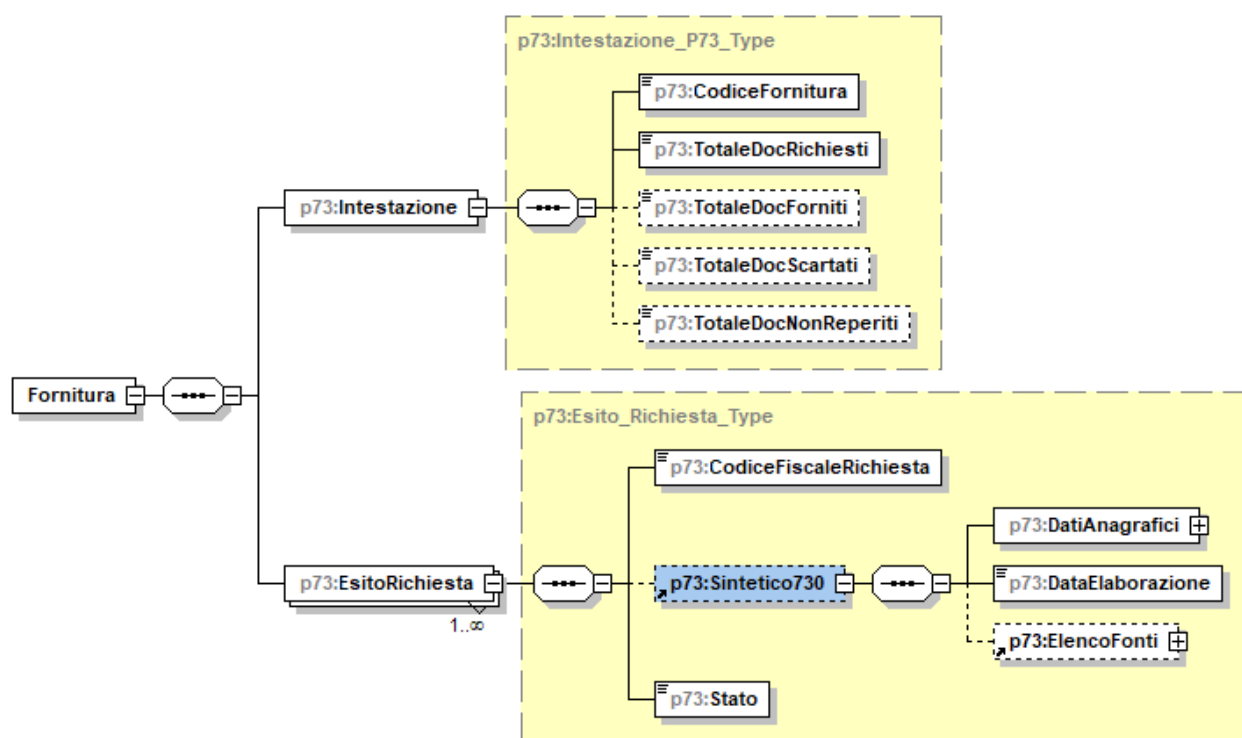 p73:Intestazione_P73_Type
p73:CodiceFornitura
p73:TotaleDocRichiesti
p73:Intestazione
p73:TotaleDocForniti
p73:TotaleDocScartati
p73:TotaleDocNonReperiti
Fornitura
p73:Esito_Richiesta_Type
p73:CodiceFiscaleRichiesta
p73:DatiAnagrafici
p73:EsitoRichiesta
1..∞
p73:Sintetico730
p73:DataElaborazione
p73:ElencoFonti
p73:Stato